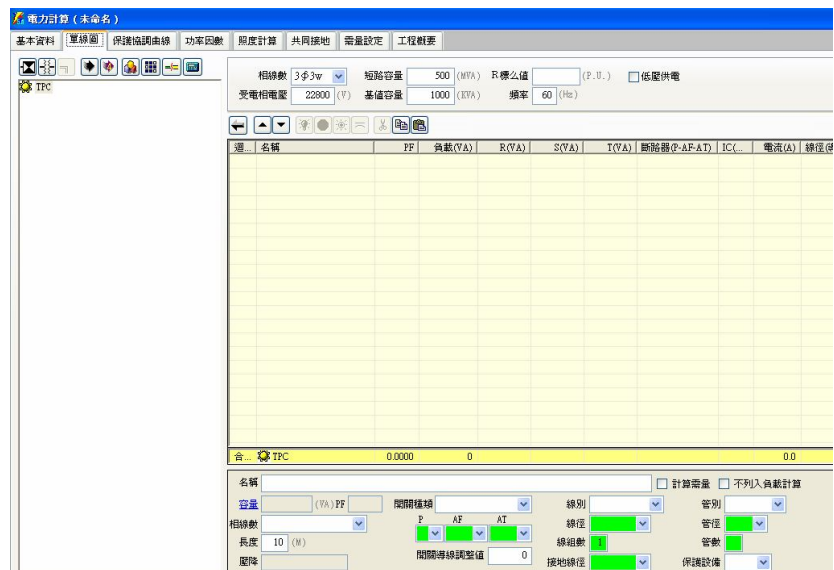 電力計算(未命名)
基本資料 單線圖 保護協調曲線 功率因數 照度計算 共同接地 需量設定 工程概要
相線數 3φ3w 短路容量 500 (MVA) R標么值 (P.U.) 低壓供電
受電相電壓 22800 (V) 基值容量 1000 (KVA) 頻率 60 (Hz)
TPC
迴... 名稱 PF 負載(VA) R(VA) S(VA) T(VA) 斷路器(P-AF-AT) IC(... 電流(A) 線徑
合... TPC 0.0000 0 0.0
名稱 計算需量 不列入負載計算
容量 (VA) PF 開關種類 線別 管別
相線數 P AF AT 線徑 管徑
長度 10 (M) 線組數 1 管數
壓降 開關導線調整值 0 接地線徑 保護設備